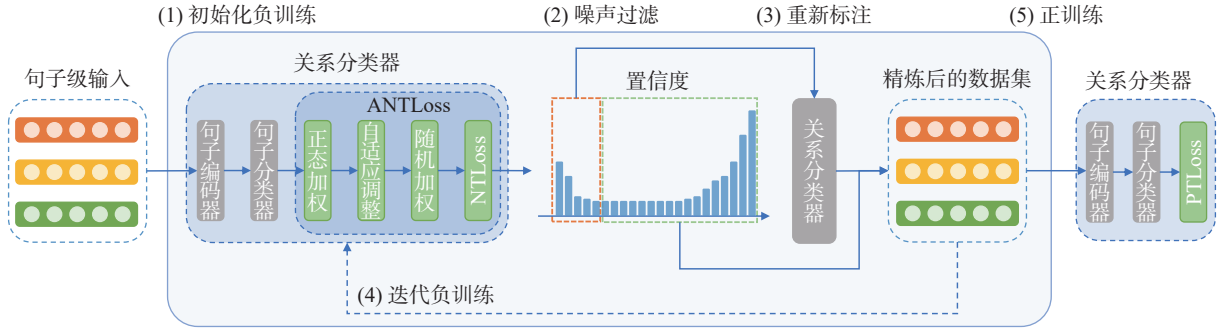 (1) 初始化负训练
(2) 噪声过滤
(3) 重新标注
(5) 正训练
句子级输入
关系分类器
ANTLoss
句子编码器
句子分类器
正态加权
自适应调整
随机加权
NTLoss
置信度
关系分类器
精炼后的数据集
关系分类器
句子编码器
句子分类器
PTLoss
(4) 迭代负训练